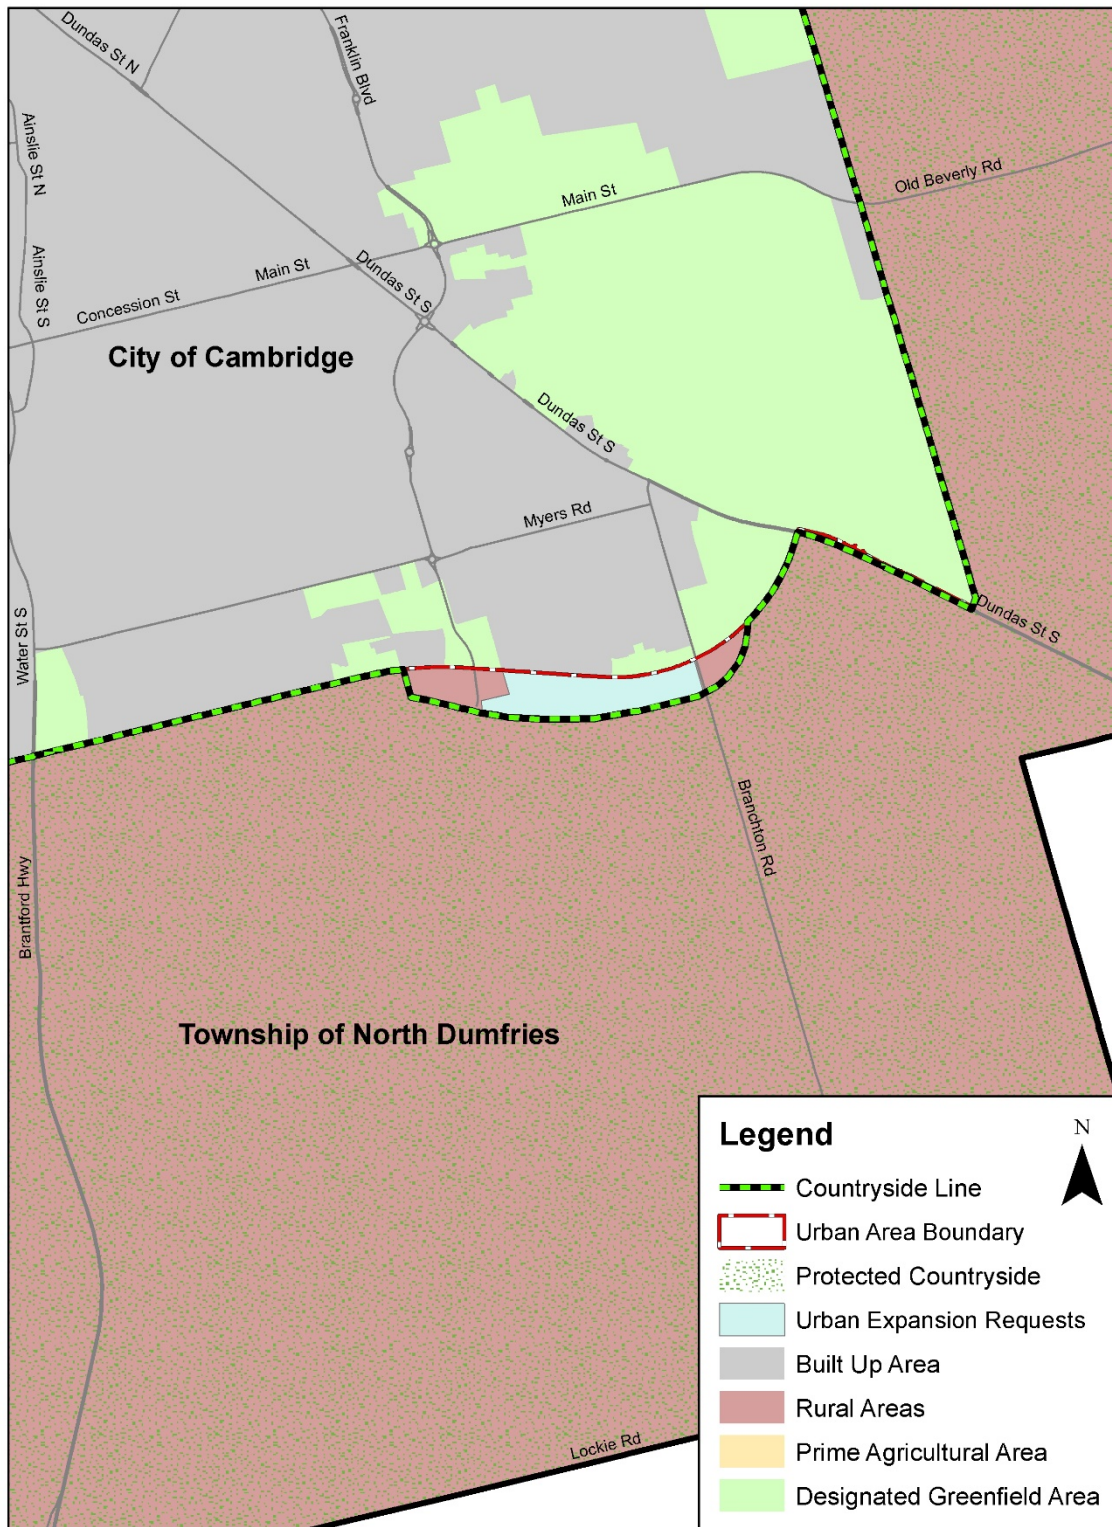 Dundas St N
Franklin Blvd
Ainslie St N
Old Beverly Rd
Main St
Ainslie St S
Main St
Dundas St S
Concession St
City of Cambridge
Dundas St S
Myers Rd
Water St S
Dundas St S
Branchton Rd
Brantford Hwy
Township of North Dumfries
Lockie Rd
Legend
N
Countryside Line
Urban Area Boundary
Protected Countryside
Urban Expansion Requests
Built Up Area
Rural Areas
Prime Agricultural Area
Designated Greenfield Area